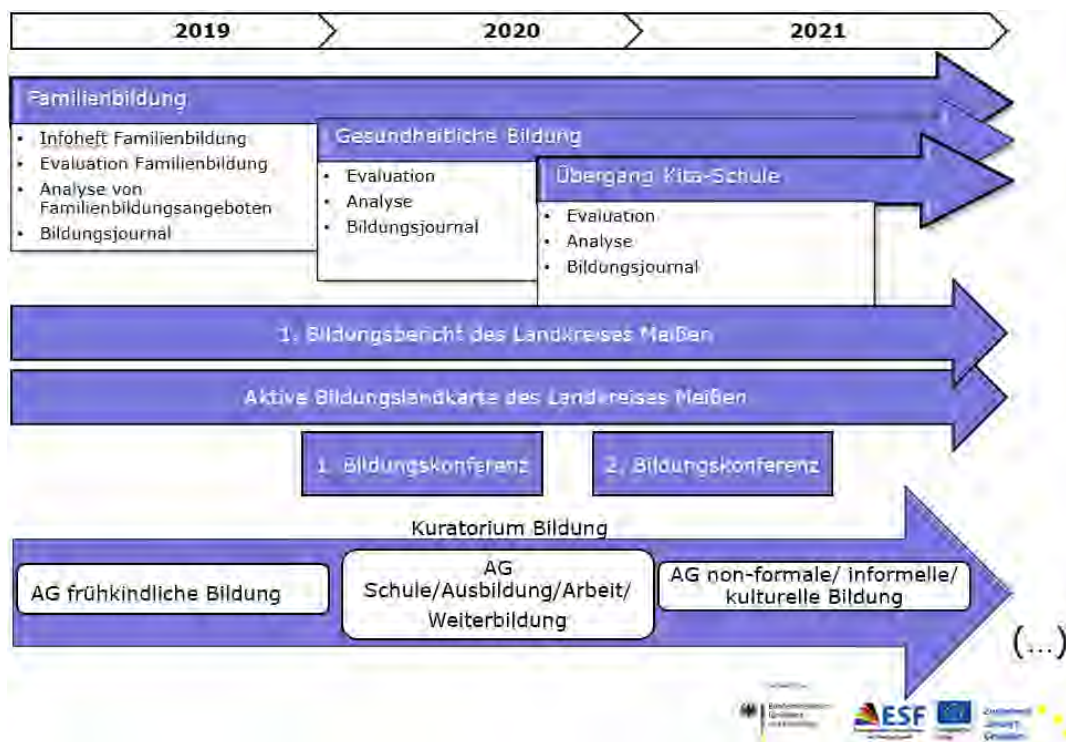 2019 2020 2021
Familienbildung
• Infoheft Familienbildung
• Evaluation Familienbildung
• Analyse von
Familienbildungsangeboten
• Bildungsjournal
Gesundheitliche Bildung
• Evaluation
• Analyse
• Bildungsjournal
Übergang Kita-Schule
• Evaluation
• Analyse
• Bildungsjournal
1. Bildungsbericht des Landkreises Meißen
Aktive Bildungslandkarte des Landkreises Meißen
1. Bildungskonferenz
2. Bildungskonferenz
Kuratorium Bildung
AG frühkindliche Bildung
AG
Schule/Ausbildung/Arbeit/
Weiterbildung
AG non-formale/ informelle/
kulturelle Bildung
(...)
ESF